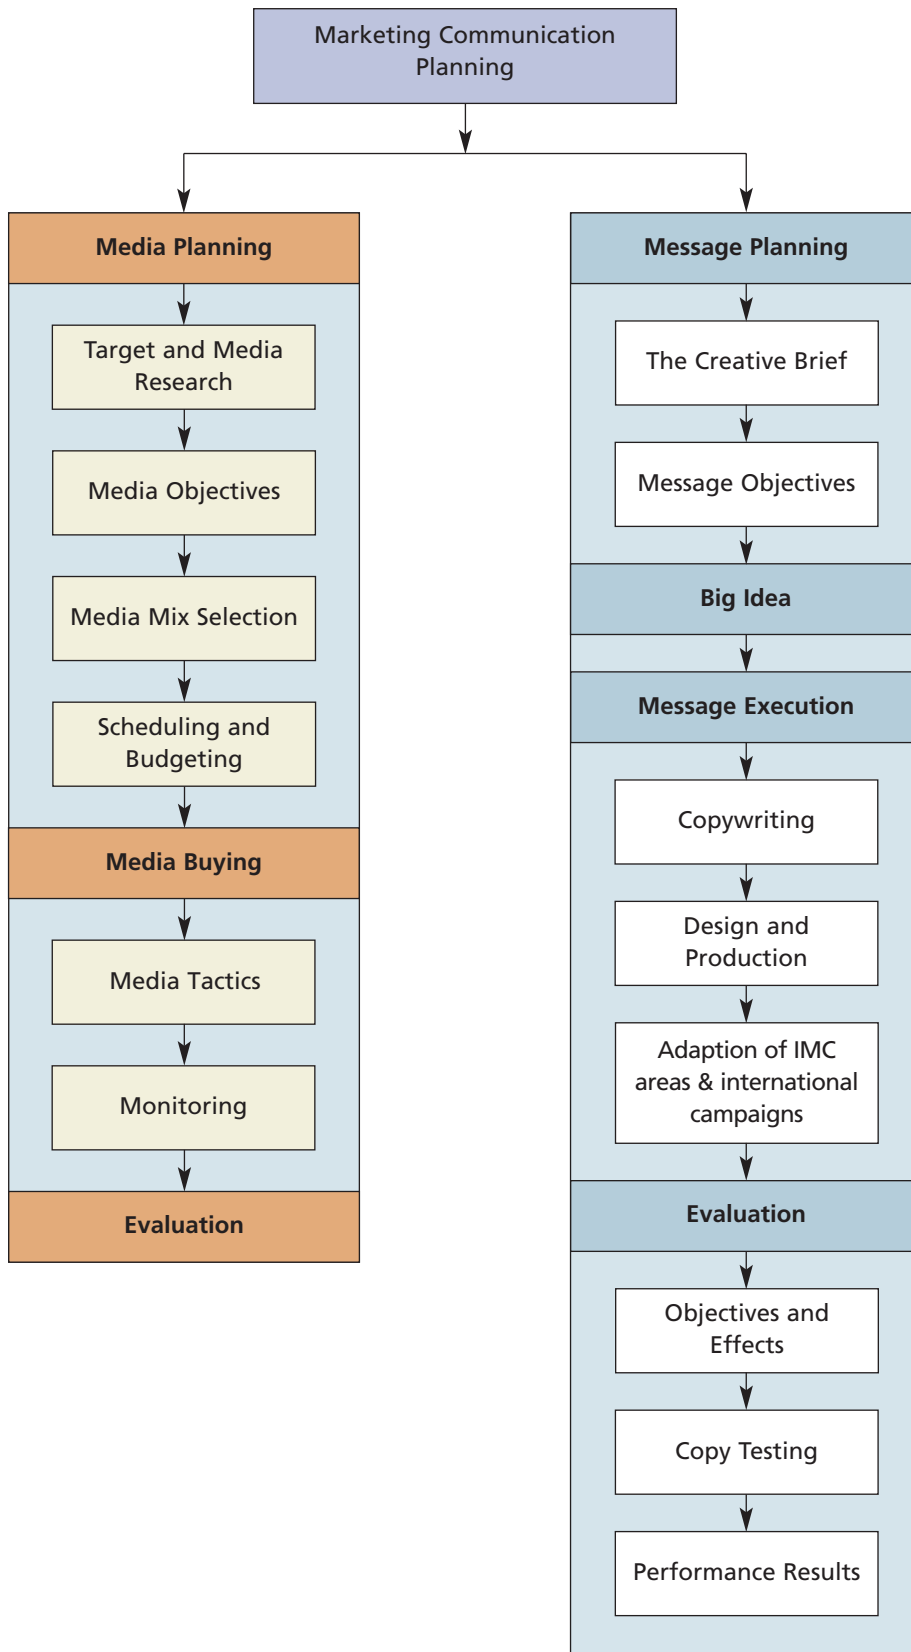 Marketing Communication
Planning
Media Planning
Target and Media
Research
Media Objectives
Media Mix Selection
Scheduling and
Budgeting
Media Buying
Media Tactics
Monitoring
Evaluation
Message Planning
The Creative Brief
Message Objectives
Big Idea
Message Execution
Copywriting
Design and
Production
Adaption of IMC
areas & international
campaigns
Evaluation
Objectives and
Effects
Copy Testing
Performance Results